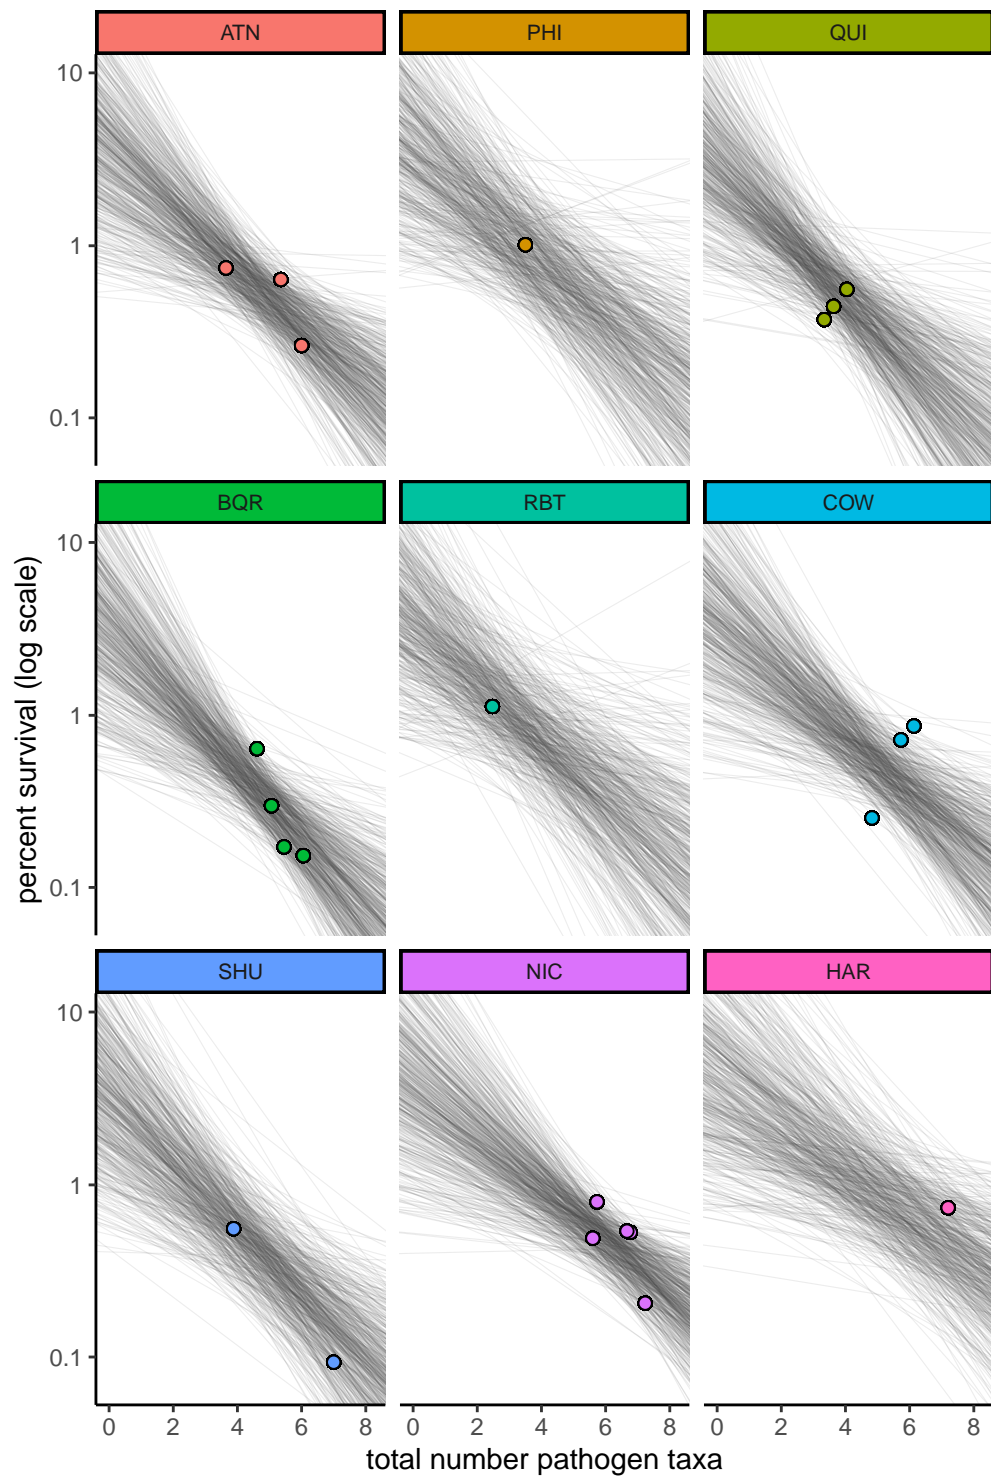 ATN PHI QUI
10
1
0.1
BQR RBT COW
10
1
0.1
percent survival (log scale)
SHU NIC HAR
10
1
0.1
0 2 4 6 8 0 2 4 6 8 0 2 4 6 8
total number pathogen taxa